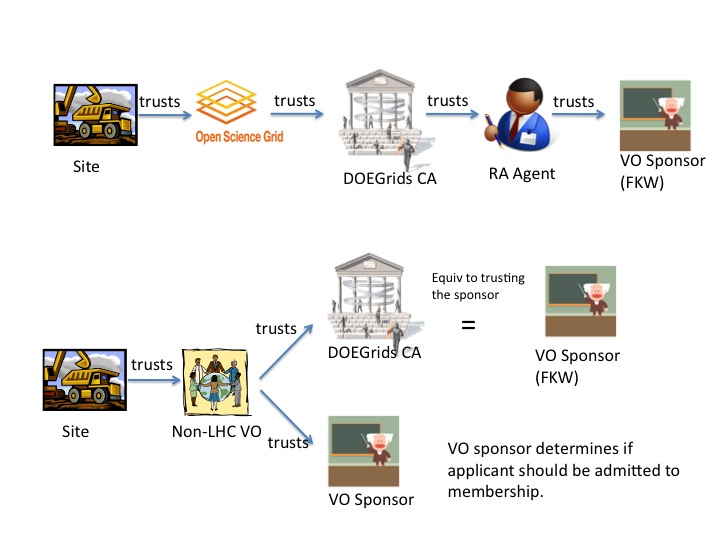 trusts
trusts
trusts
trusts
Open Science Grid
Site
DOEGrids CA
RA Agent
VO Sponsor
(FKW)
Equiv to trusting
the sponsor
trusts
=
DOEGrids CA
VO Sponsor
(FKW)
trusts
Site
Non-LHC VO
trusts
VO Sponsor
VO sponsor determines if
applicant should be admitted to
membership.